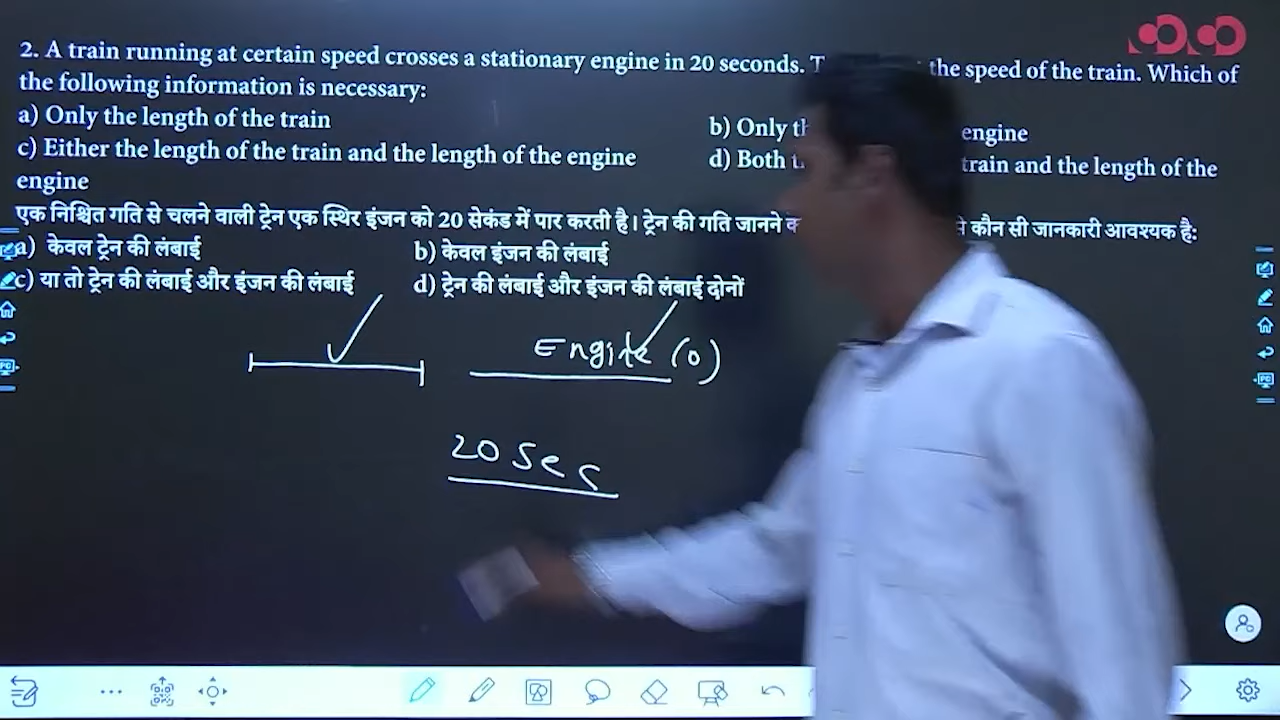 2. A train running at certain speed crosses a stationary engine in 20 seconds. the speed of the train. Which of
the following information is necessary:
a) Only the length of the train b) Only engine
c) Either the length of the train and the length of the engine d) Both train and the length of the
engine
एक निश्चित गति से चलने वाली ट्रेन एक स्थिर इंजन को 20 सेकंड में पार करती है। ट्रेन की गति जानने कौन सी जानकारी आवश्यक है:
a) केवल ट्रेन की लंबाई b) केवल इंजन की लंबाई
c) या तो ट्रेन की लंबाई और इंजन की लंबाई d) ट्रेन की लंबाई और इंजन की लंबाई दोनों
Engine (0)
20 Sec